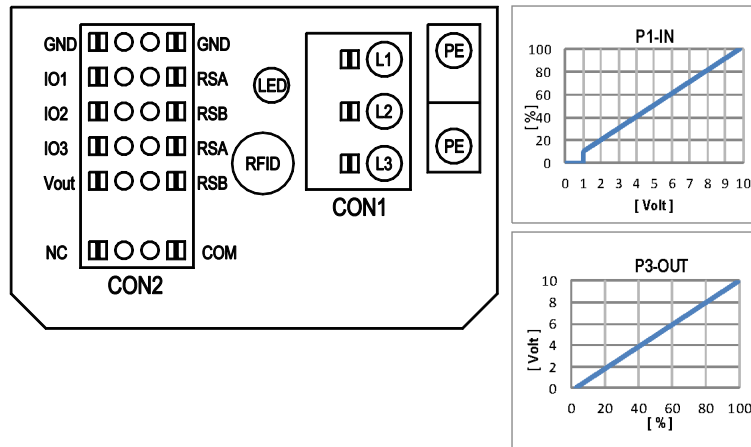 GND GND L1 PE
IO1 RSA LED
IO2 RSB L2
IO3 RSA RFID L3 PE
Vout RSB
CON1
NC COM
CON2
P1-IN
100
80
60
40
20
0
[ %]
0 1 2 3 4 5 6 7 8 9 10
[ Volt ]
P3-OUT
10
8
6
4
2
0
[ Volt ]
0 20 40 60 80 100
[ % ]